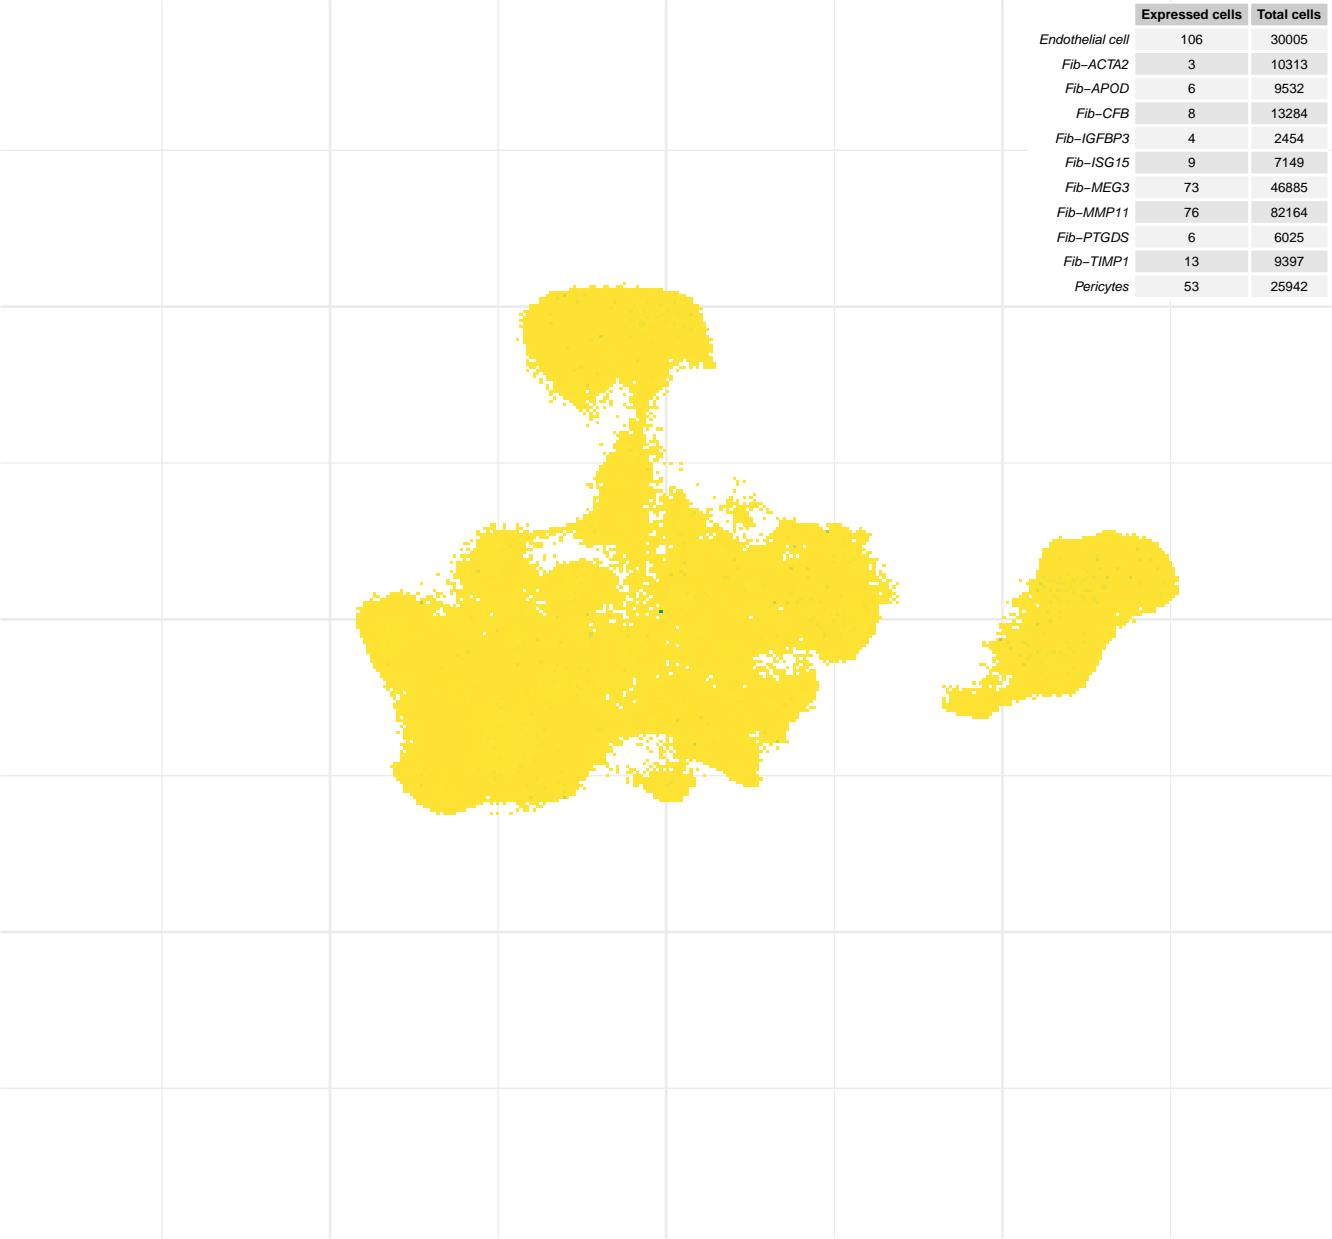 Expressed cells Total cells
Endothelial cell 106 30005
Fib−ACTA2 3 10313
Fib−APOD 6 9532
Fib−CFB 8 13284
Fib−IGFBP3 4 2454
Fib−ISG15 9 7149
Fib−MEG3 73 46885
Fib−MMP11 76 82164
Fib−PTGDS 6 6025
Fib−TIMP1 13 9397
Pericytes 53 25942